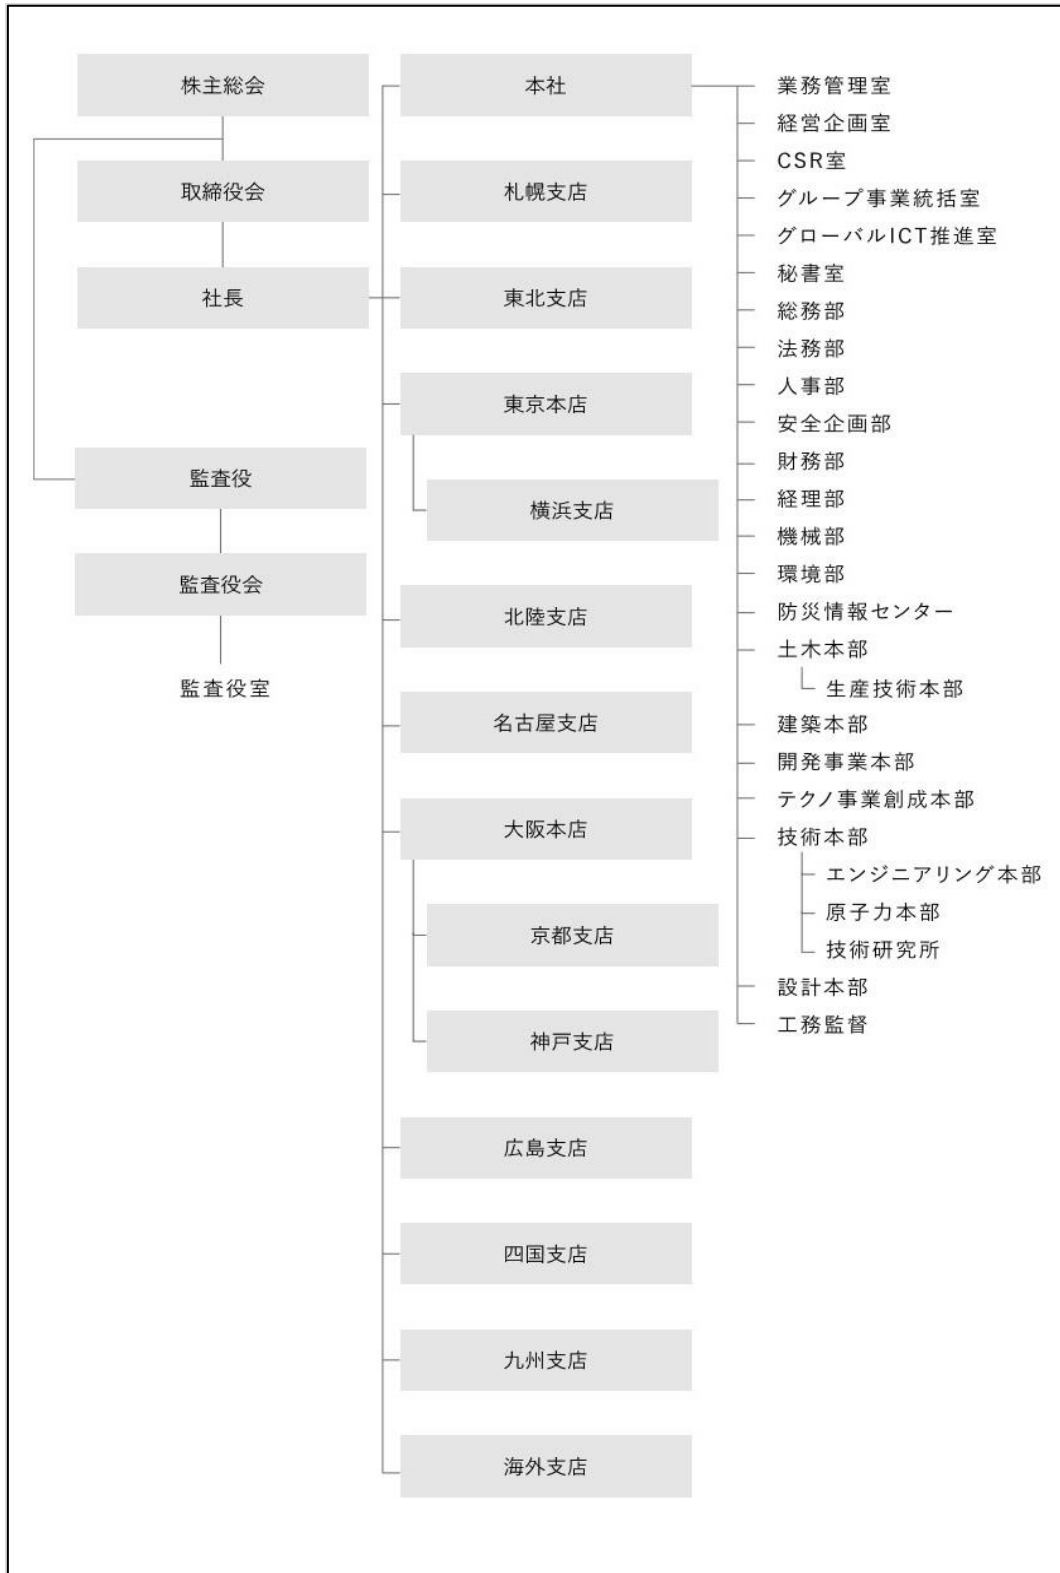 株主総会
取締役会
社長
監査役
監査役会
監査役室
本社
札幌支店
東北支店
東京本店
横浜支店
北陸支店
名古屋支店
大阪本店
京都支店
神戸支店
広島支店
四国支店
九州支店
海外支店
業務管理室
経営企画室
CSR室
グループ事業統括室
グローバルICT推進室
秘書室
総務部
法務部
人事部
安全企画部
財務部
経理部
機械部
環境部
防災情報センター
土木本部
生産技術本部
建築本部
開発事業本部
テクノ事業創成本部
技術本部
エンジニアリング本部
原子力本部
技術研究所
設計本部
工務監督